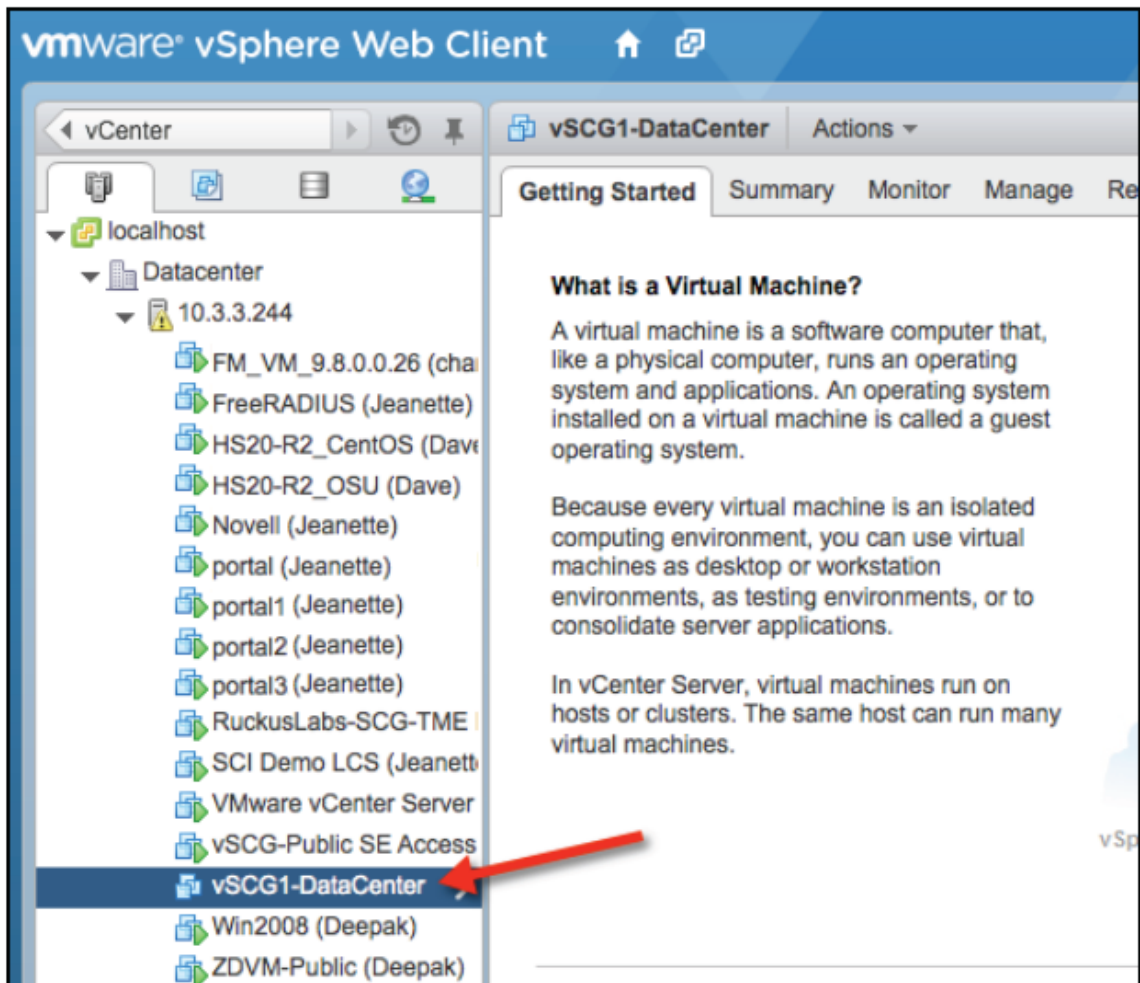 vmware® vSphere Web Client
vCenter
localhost
Datacenter
10.3.3.244
FM_VM_9.8.0.0.26 (cha
FreeRADIUS (Jeanette)
HS20-R2_CentOS (Dave
HS20-R2_OSU (Dave)
Novell (Jeanette)
portal (Jeanette)
portal1 (Jeanette)
portal2 (Jeanette)
portal3 (Jeanette)
RuckusLabs-SCG-TME
SCI Demo LCS (Jeanett
VMware vCenter Server
vSCG-Public SE Access
vSCG1-DataCenter
Win2008 (Deepak)
ZDVM-Public (Deepak)
vSCG1-DataCenter Actions
Getting Started Summary Monitor Manage Re
What is a Virtual Machine?
A virtual machine is a software computer that,
like a physical computer, runs an operating
system and applications. An operating system
installed on a virtual machine is called a guest
operating system.
Because every virtual machine is an isolated
computing environment, you can use virtual
machines as desktop or workstation
environments, as testing environments, or to
consolidate server applications.
In vCenter Server, virtual machines run on
hosts or clusters. The same host can run many
virtual machines.
vSp